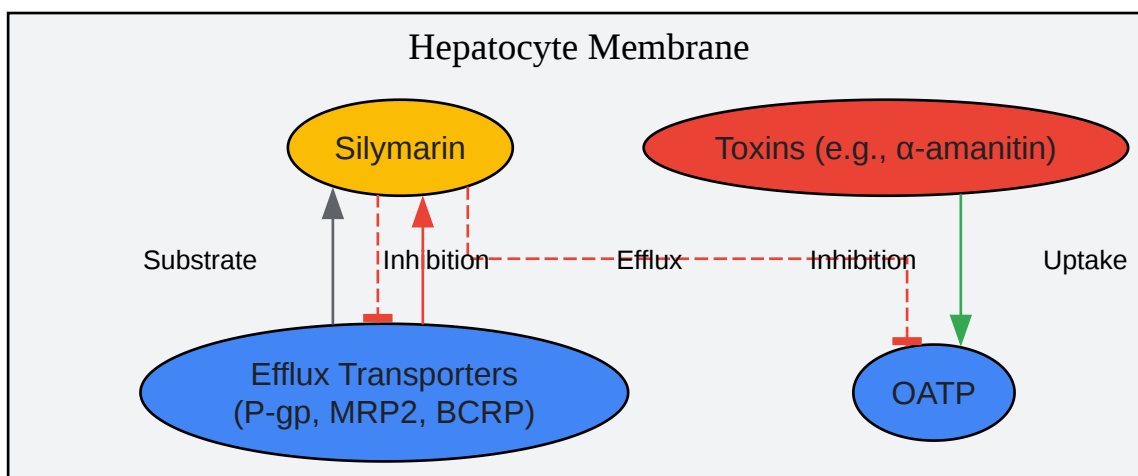 Hepatocyte Membrane
Silymarin
Toxins (e.g., α-amanitin)
Substrate
Inhibition
Efflux
Inhibition
Uptake
Efflux Transporters
(P-gp, MRP2, BCRP)
OATP